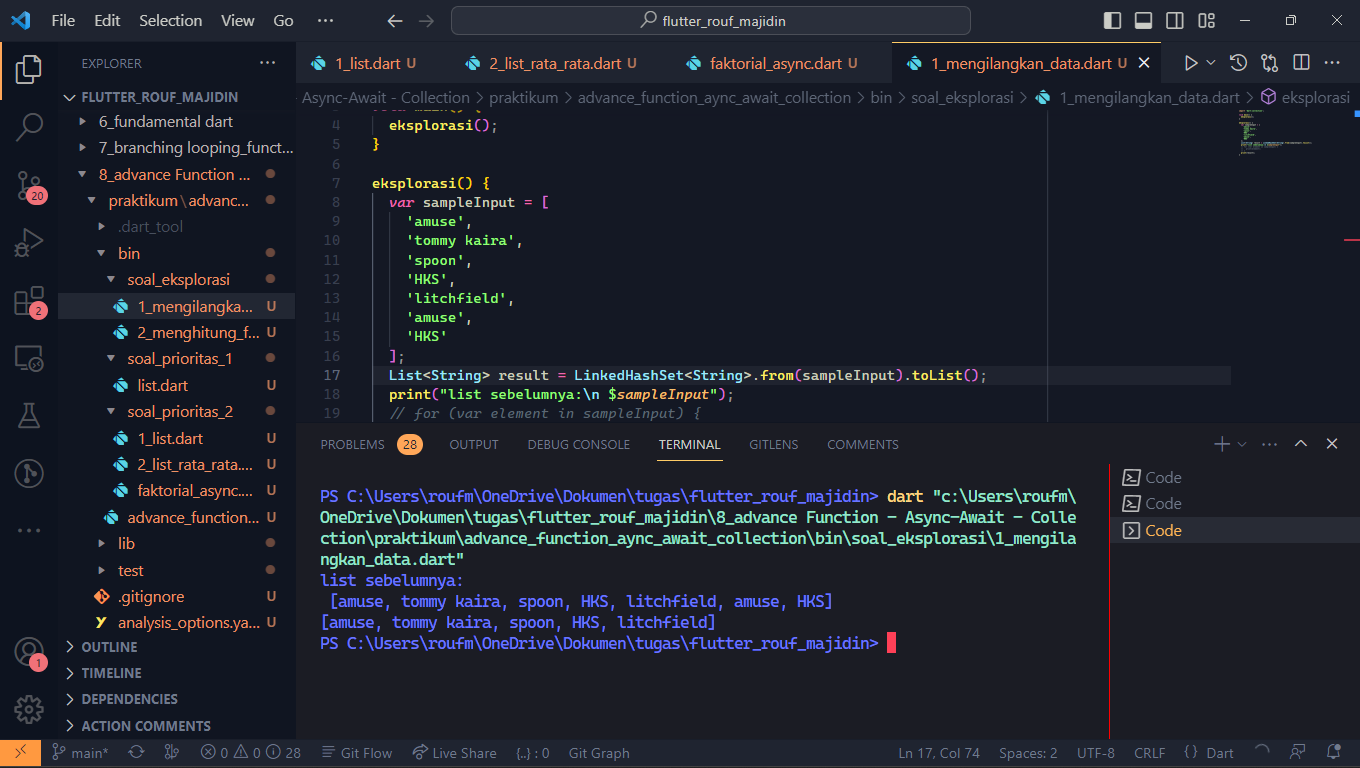 File Edit Selection View Go ··· flutter_rouf_majidin
EXPLORER ···
1_list.dart U 2_list_rata_rata.dart U faktorial_async.dart U 1_mengilangkan_data.dart U
Async-Await - Collection > praktikum > advance_function_aync_await_collection > bin > soal_eksplorasi > 1_mengilangkan_data.dart > eksplorasi
FLUTTER_ROUF_MAJIDIN
6_fundamental dart
7_branching looping_funct...
8_advance Function ...
praktikum\advanc...
.dart_tool
bin
soal_eksplorasi
1_mengilangka... U
2_menghitung_f... U
soal_prioritas_1
list.dart U
soal_prioritas_2
1_list.dart U
2_list_rata_rata.... U
faktorial_async.... U
advance_function... U
lib
test
.gitignore U
analysis_options.ya... U
OUTLINE
TIMELINE
DEPENDENCIES
ACTION COMMENTS
20
2
1
4 eksplorasi();
5 }
6
7 eksplorasi() {
8 var sampleInput = [
9 'amuse',
10 'tommy kaira',
11 'spoon',
12 'HKS',
13 'litchfield',
14 'amuse',
15 'HKS'
16 ];
17 List<String> result = LinkedHashSet<String>.from(sampleInput).toList();
18 print("list sebelumnya:\n $sampleInput");
19 // for (var element in sampleInput) {
PROBLEMS 28 OUTPUT DEBUG CONSOLE TERMINAL GITLENS COMMENTS
PS C:\Users\roufm\OneDrive\Dokumen\tugas\flutter_rouf_majidin> dart "c:\Users\roufm\
OneDrive\Dokumen\tugas\flutter_rouf_majidin\8_advance Function - Async-Await - Colle
ction\praktikum\advance_function_aync_await_collection\bin\soal_eksplorasi\1_mengila
ngkan_data.dart"
list sebelumnya:
[amuse, tommy kaira, spoon, HKS, litchfield, amuse, HKS]
[amuse, tommy kaira, spoon, HKS, litchfield]
PS C:\Users\roufm\OneDrive\Dokumen\tugas\flutter_rouf_majidin>
Code
Code
Code
main* 0 0 28 Git Flow Live Share {..} : 0 Git Graph Ln 17, Col 74 Spaces: 2 UTF-8 CRLF {} Dart